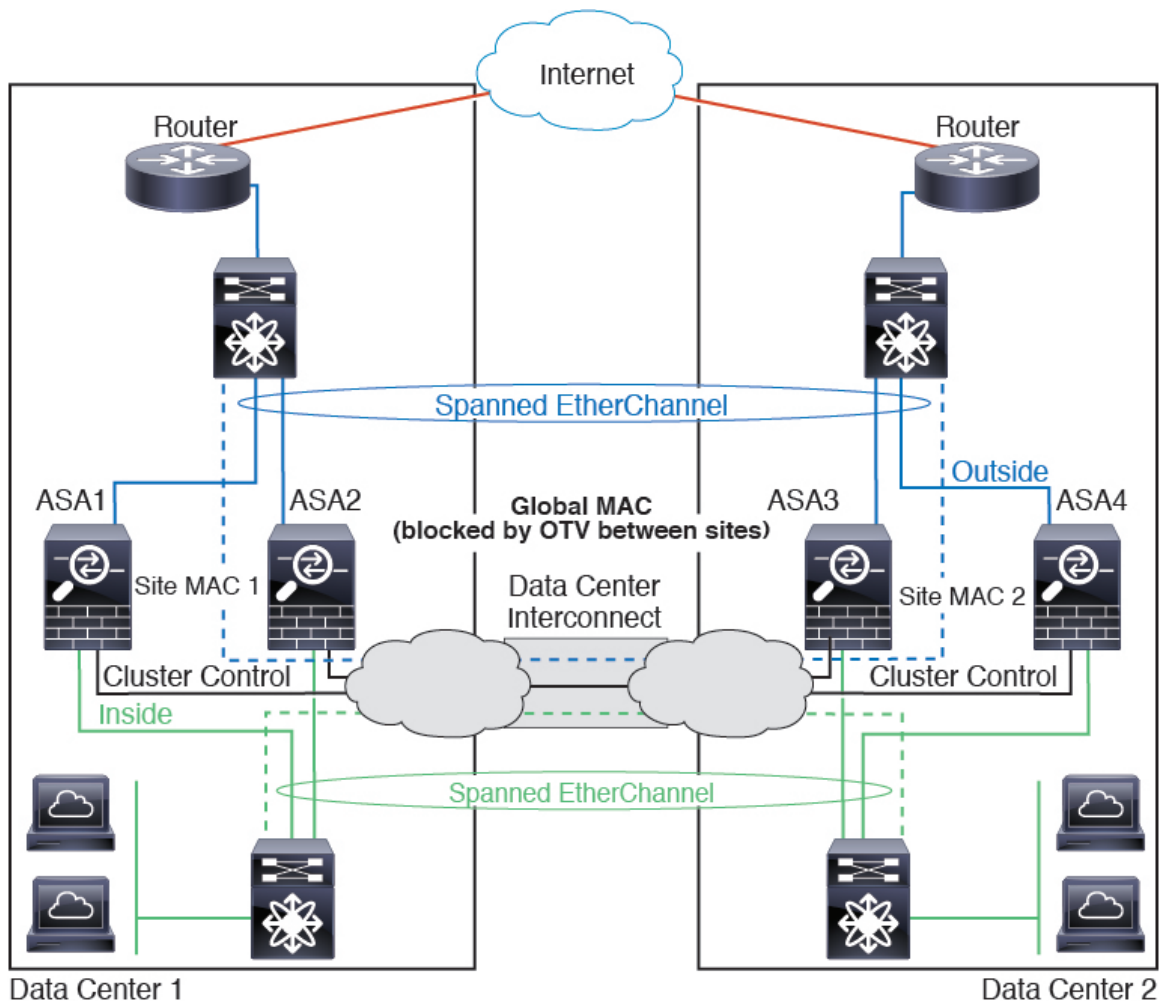 Internet
Router
Router
Spanned EtherChannel
Outside
ASA1
ASA2
Global MAC
(blocked by OTV between sites)
ASA3
ASA4
Site MAC 1
Data Center
Interconnect
Site MAC 2
Cluster Control
Cluster Control
Inside
Spanned EtherChannel
Data Center 1
Data Center 2